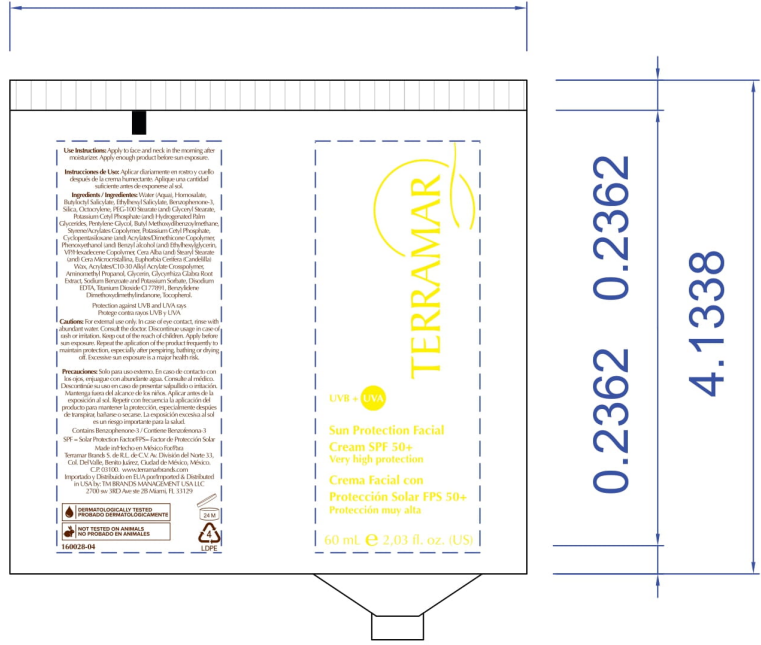 Use Instructions: Apply to face and neck in the morning after
moisturizer. Apply enough product before sun exposure.
Instrucciones de Uso: Aplicar diariamente en rostro y cuello
después de la crema humectante. Aplique una cantidad
suficiente antes de exponerse al sol.
Ingredients / Ingredientes: Water (Aqua), Homosalate,
Butyloctyl Salicylate, Ethylhexyl Salicylate, Benzophenone-3,
Silica, Octocrylene, PEG-100 Stearate (and) Glyceryl Stearate,
Potassium Cetyl Phosphate (and) Hydrogenated Palm
Glycerides, Pentylene Glycol, Butyl Methoxydibenzoylmethane,
Styrene/Acrylates Copolymer, Potassium Cetyl Phosphate,
Cyclopentasiloxane (and) Acrylates/Dimethicone Copolymer,
Phenoxyethanol (and) Benzyl alcohol (and) Ethylhexylglycerin,
VP/Hexadecene Copolymer, Cera Alba (and) Stearyl Stearate
(and) Cera Microcristallina, Euphorbia Cerifera (Candelilla)
Wax, Acrylates/C10-30 Alkyl Acrylate Crosspolymer,
Aminomethyl Propanol, Glycerin, Glycyrrhiza Glabra Root
Extract, Sodium Benzoate and Potassium Sorbate, Disodium
EDTA, Titanium Dioxide CI 77891, Benzylidene
Dimethoxydimethylindanone, Tocopherol.
Protection against UVB and UVA rays
Protege contra rayos UVB y UVA
Cautions: For external use only. In case of eye contact, rinse with
abundant water. Consult the doctor. Discontinue usage in case of
rash or irritation. Keep out of the reach of children. Apply before
sun exposure. Repeat the aplication of the product frequently to
maintain protection, especially after perspiring, bathing or drying
off. Excessive sun exposure is a major health risk.
Precauciones: Solo para uso externo. En caso de contacto con
los ojos, enjuague con abundante agua. Consulte al médico.
Descontinúe su uso en caso de presentar salpullido o irritación.
Mantenga fuera del alcance de los niños. Aplicar antes de la
exposición al sol. Repetir con frecuencia la aplicación del
producto para mantener la protección, especialmente despúes
de transpirar, bañarse o secarse. La esposición excesiva al sol
es un riesgo importante para la salud.
Contains Benzophenone-3 / Contiene Benzofenona-3
SPF = Solar Protection Factor/FPS= Factor de Protección Solar
Made in/Hecho en México For/Para
Terramar Brands S. de R.L. de C.V. Av. División del Norte 33,
Col. Del Valle, Benito Juárez, Ciudad de México, México.
C.P. 03100. www.terramarbrands.com
Importado y Distribuido en EUA por/Imported & Distributed
in USA by: TM BRANDS MANAGEMENT USA LLC
2700 sw 3RD Ave ste 2B Miami, FL 33129
DERMATOLOGICALLY TESTED
PROBADO DERMATOLÓGICAMENTE
24 M
NOT TESTED ON ANIMALS
NO PROBADO EN ANIMALES
4
LDPE
160028-04
TERRAMAR
UVB + UVA
Sun Protection Facial
Cream SPF 50+
Very high protection
Crema Facial con
Protección Solar FPS 50+
Protección muy alta
60 mL e 2,03 fl. oz. (US)
0.2362 0.2362
4.1338